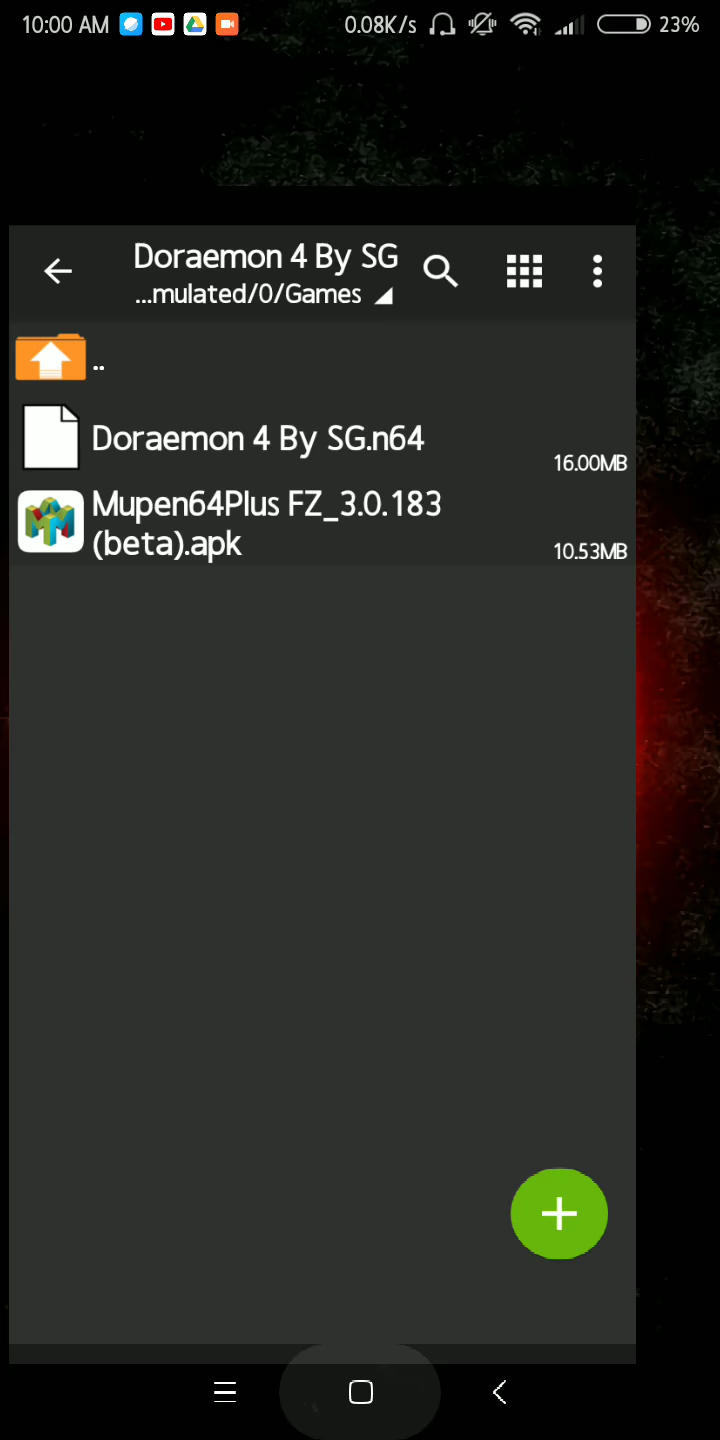 10:00 AM 0.08K/s 23%
Doraemon 4 By SG
...mulated/0/Games
..
Doraemon 4 By SG.n64
16.00MB
Mupen64Plus FZ_3.0.183
(beta).apk
10.53MB